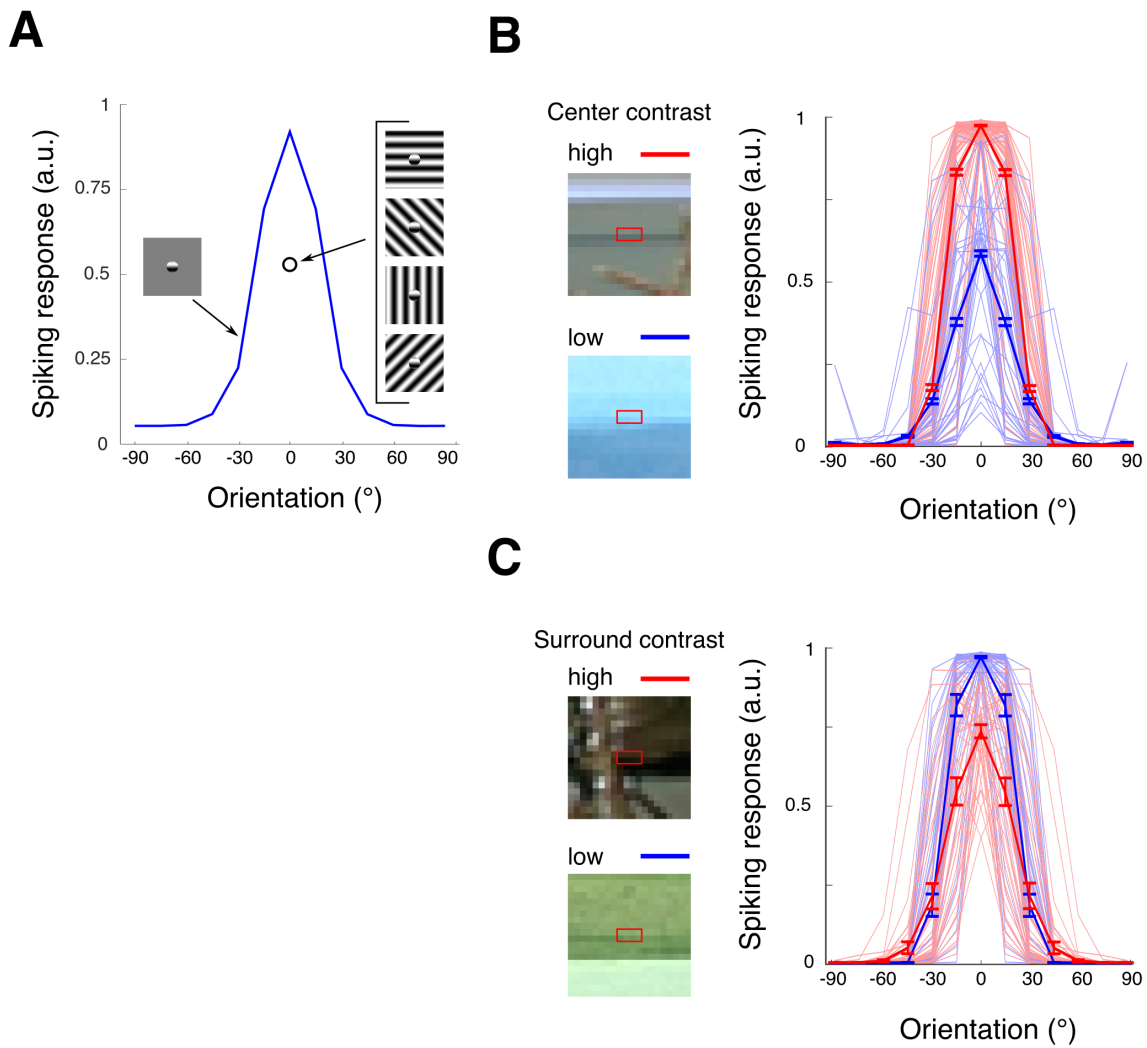 A
Spiking response (a.u.)
1
0.75
0.5
0.25
0
-90
-60
-30
0
30
60
90
Orientation (°)
B
Center contrast
high
low
Spiking response (a.u.)
1
0.5
0
-90
-60
-30
0
30
60
90
Orientation (°)
C
Surround contrast
high
low
Spiking response (a.u.)
1
0.5
0
-90
-60
-30
0
30
60
90
Orientation (°)